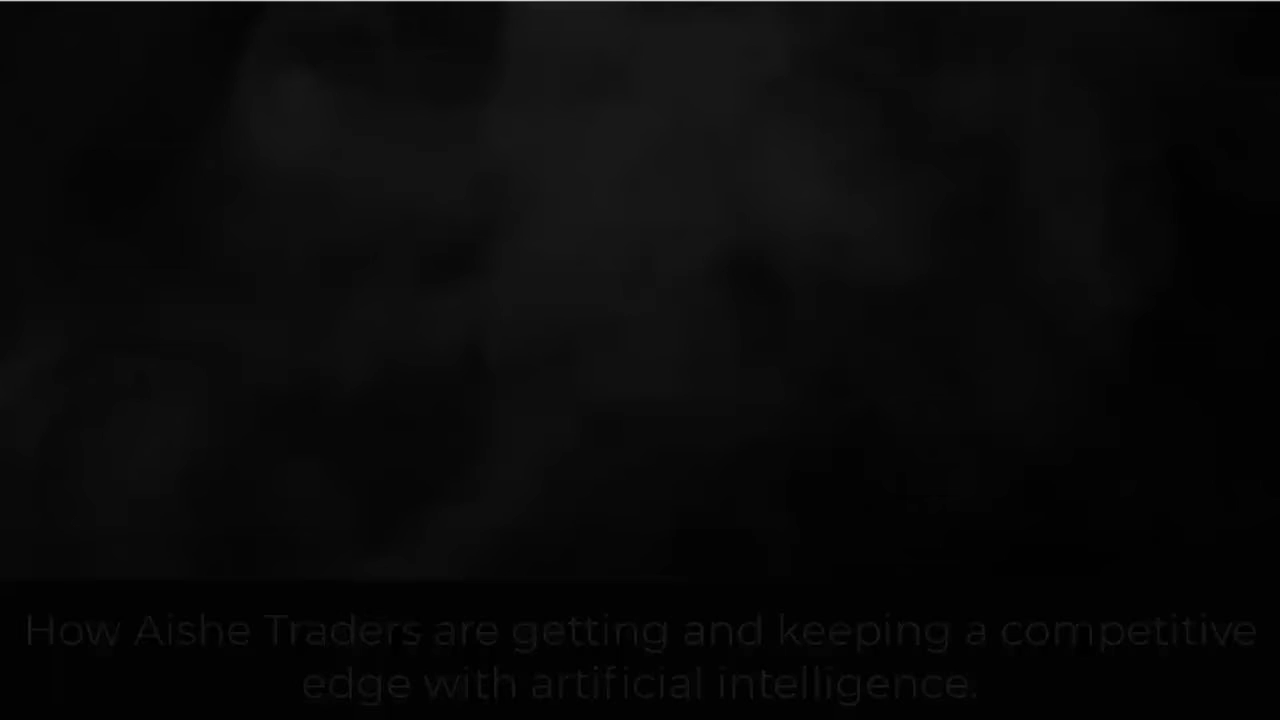 How Aishe Traders are getting and keeping a competitive
edge with artificial intelligence.